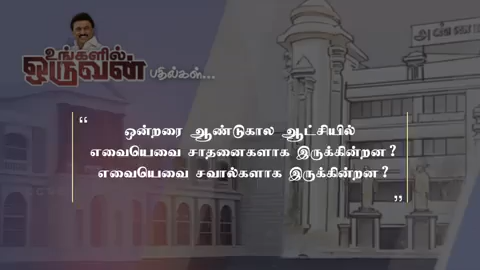 உங்களில்
ஒருவன்
பதில்கள்...
அண்ணா
“
ஒன்றரை ஆண்டுகால ஆட்சியில்
எவையெவை சாதனைகளாக இருக்கின்றன?
எவையெவை சவால்களாக இருக்கின்றன?
”